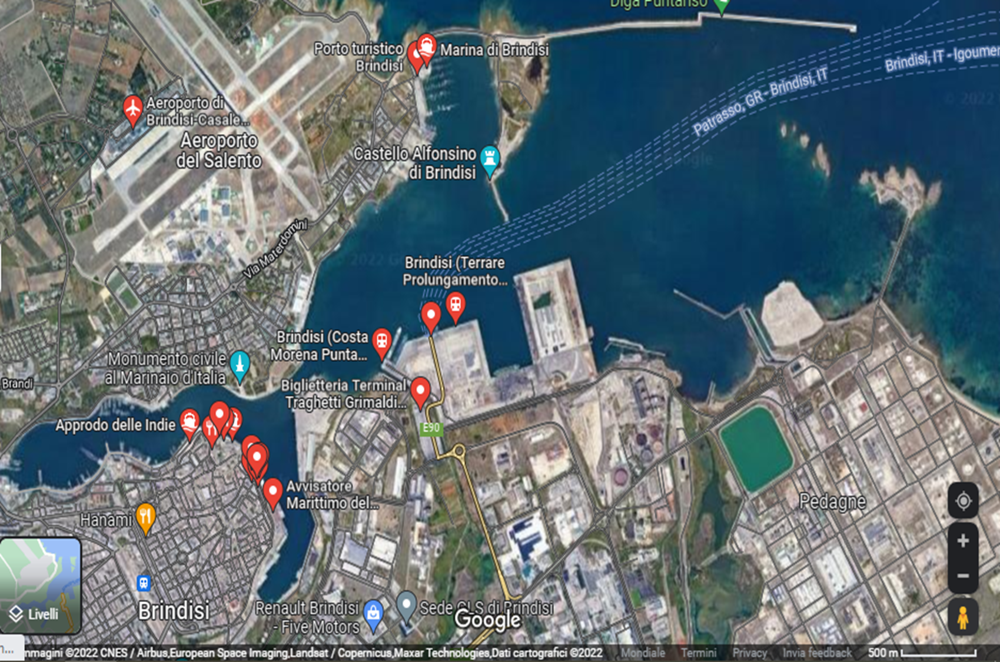 Diga Puntariso
Porto turistico
Brindisi
Marina di Brindisi
Brindisi, IT - Igoumen
Patrasso, GR - Brindisi, IT
© 2022
Aeroporto di
Brindisi-Casale...
Aeroporto
del Salento
Castello Alfonsino
di Brindisi
Google
Via Materdomini
Brindisi (Terrare
Prolungamento...
Brindisi (Costa
Morena Punta...
Monumento civile
al Marinaio d'Italia
Brandi
Biglietteria Terminal
Traghetti Grimaldi...
Approdo delle Indie
E90
Avvisatore
Marittimo del...
Hanami
Pedagne
Brindisi
Livelli
Renault Brindisi
- Five Motors
Sede CLS di Brindisi
Google
n...
mmagini ©2022 CNES / Airbus,European Space Imaging,Landsat / Copernicus,Maxar Technologies,Dati cartografici ©2022 Mondiale Termini Privacy Invia feedback 500 m